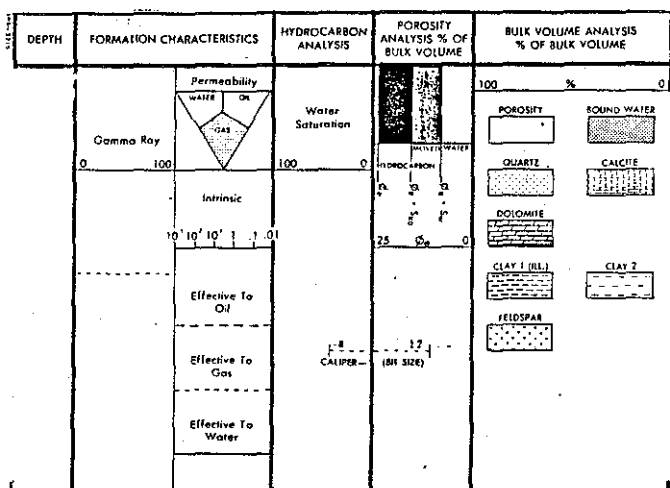 DEPTH
FORMATION CHARACTERISTICS
HYDROCARBON
ANALYSIS
POROSITY
ANALYSIS % OF
BULK VOLUME
BULK VOLUME ANALYSIS
% OF BULK VOLUME
Gamma Ray
0 100
Permeability
WATER OIL
GAS
Intrinsic
.1 .01
Effective To
Oil
Effective To
Gas
Effective To
Water
Water
Saturation
100 0
WATER
HYDROCARBON
25 Øe 0
8 12
CALIPER (BIT SIZE)
100 % 0
POROSITY BOUND WATER
QUARTZ CALCITE
DOLOMITE
CLAY 1 (ILL.) CLAY 2
FELDSPAR